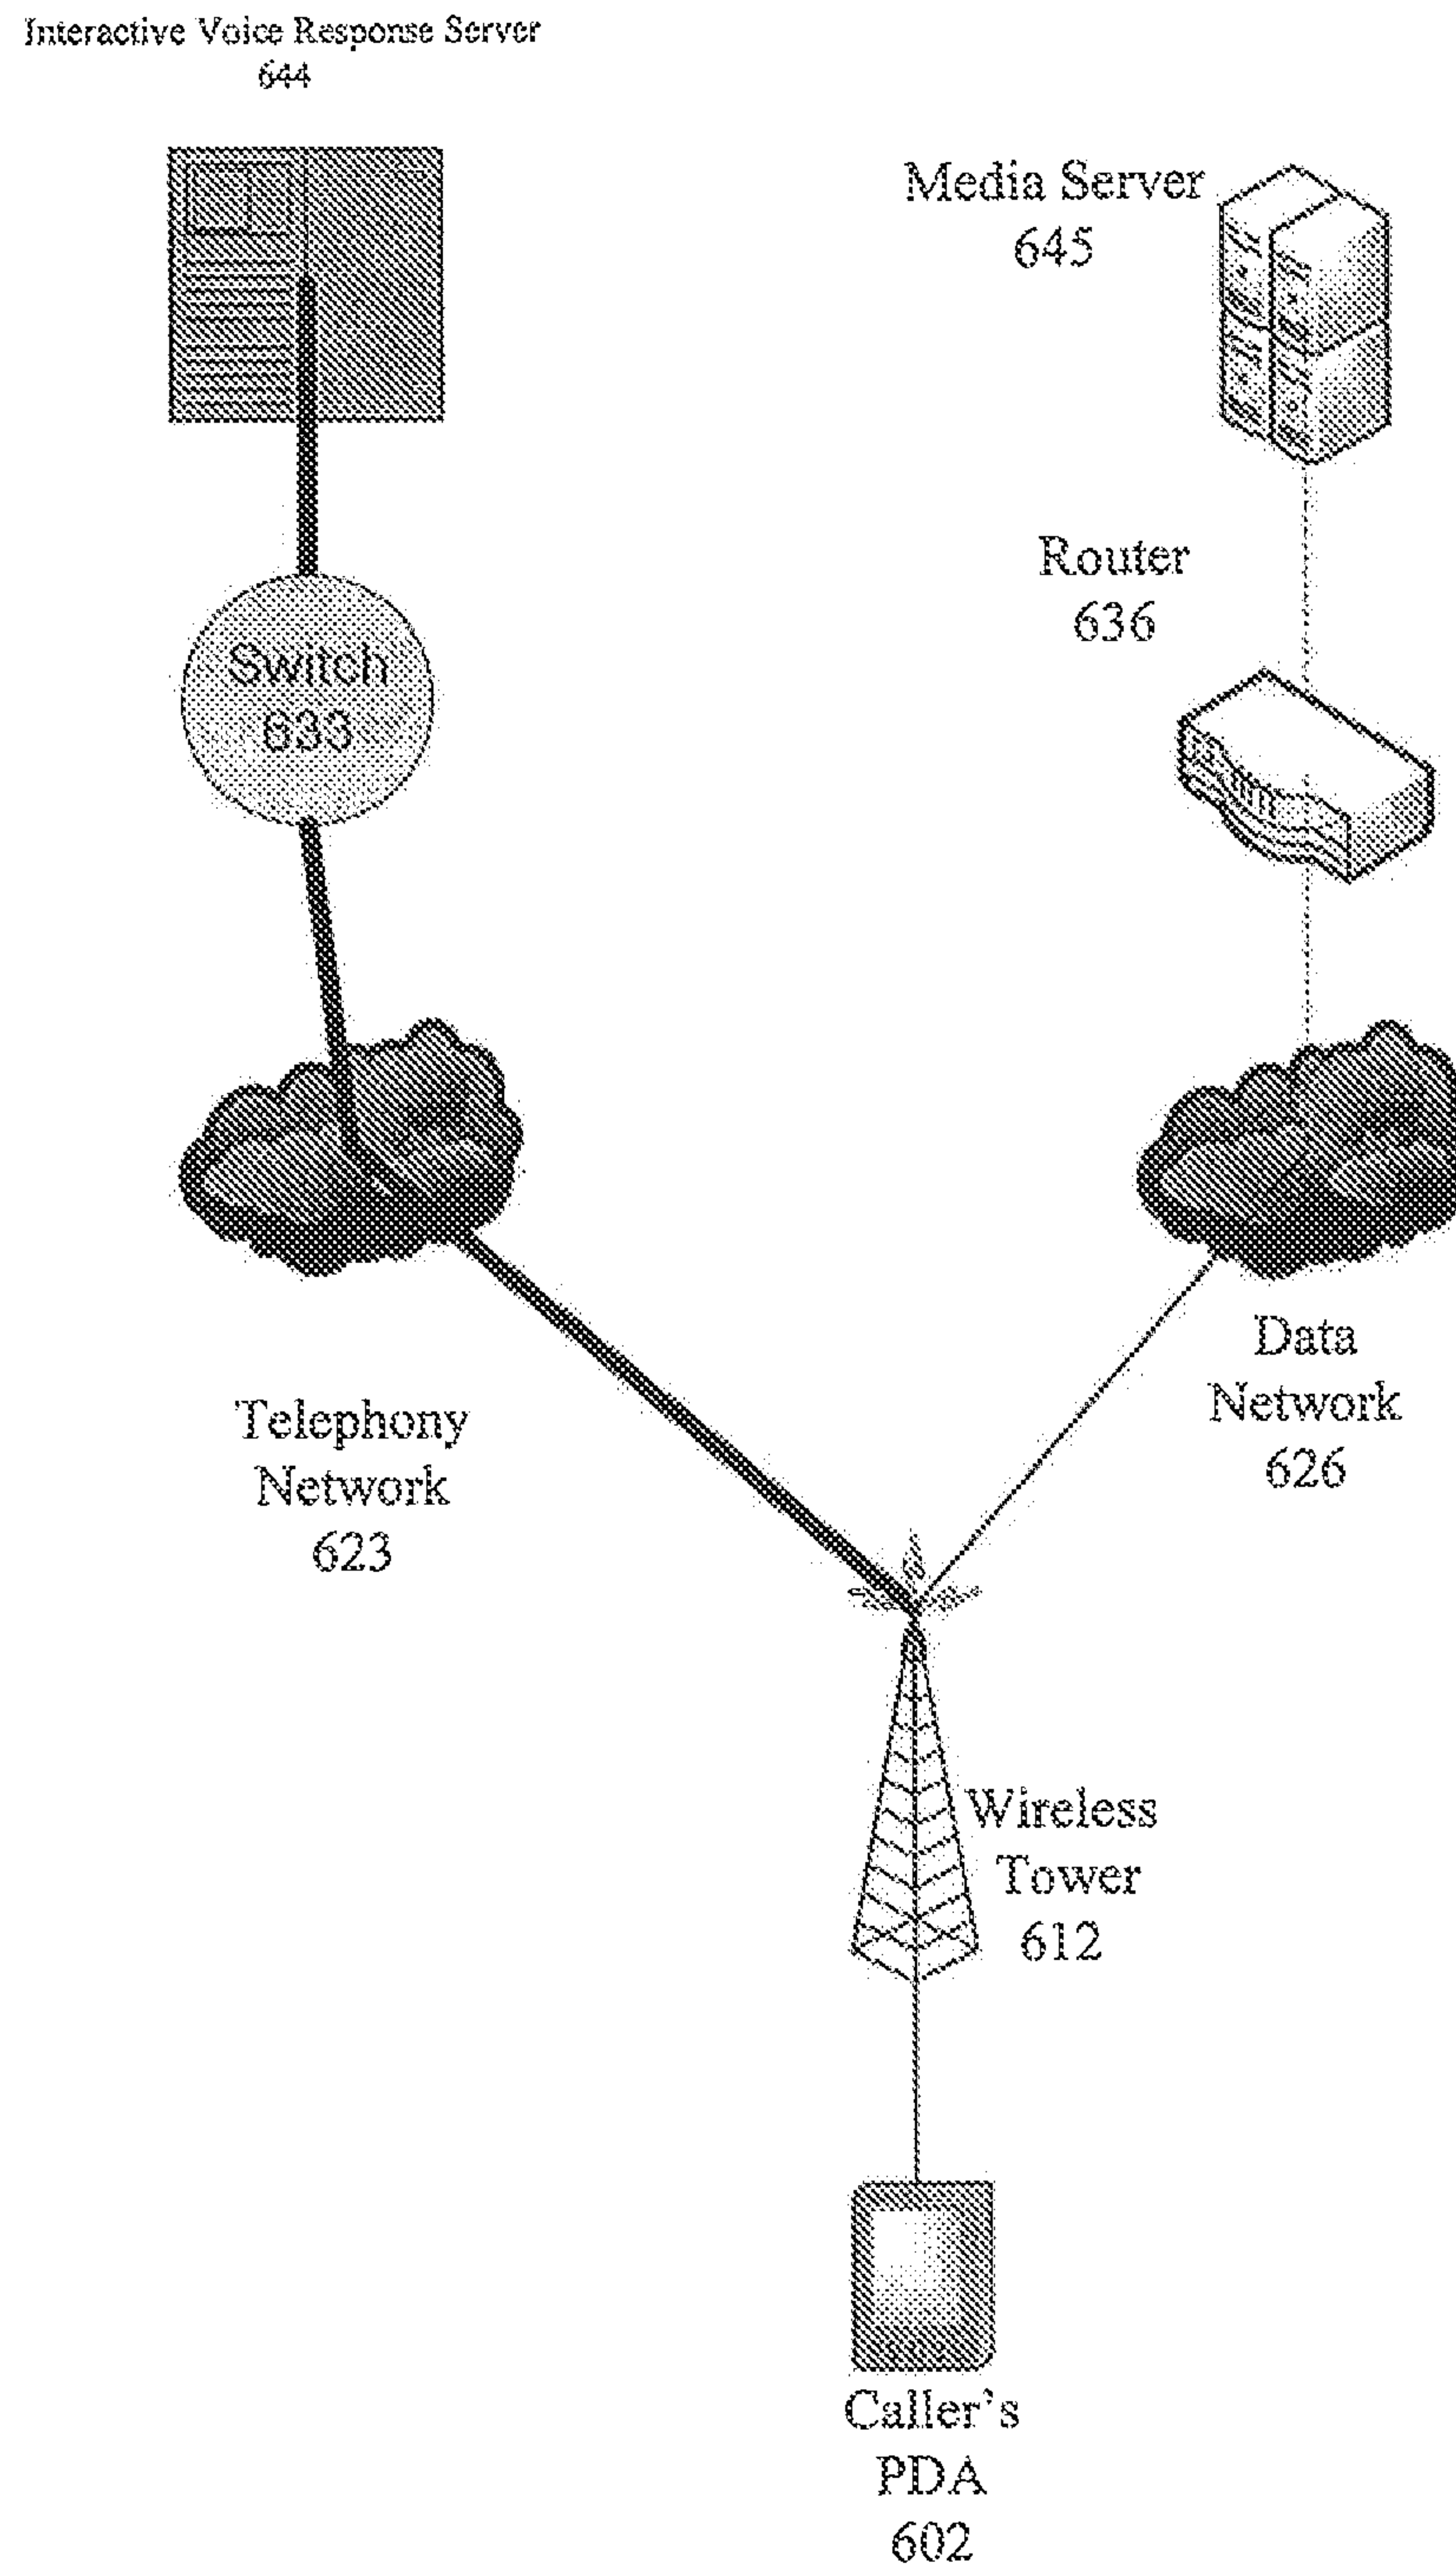 Interactive Voice Response Server
644
Media Server
645
Router
636
Switch
633
Data
Network
626
Telephony
Network
623
Wireless
Tower
612
Caller's
PDA
602